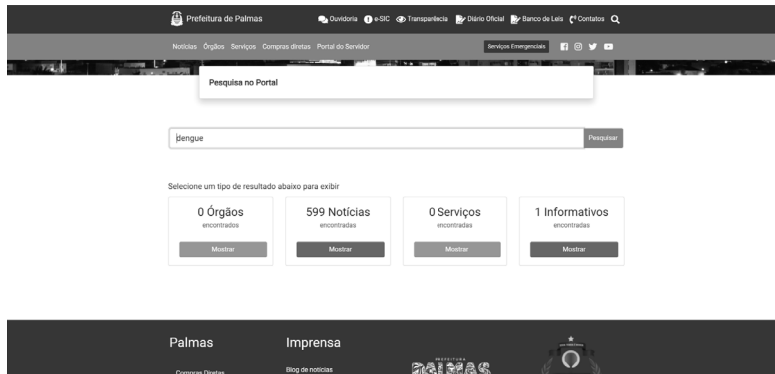 Prefeitura de Palmas
Ouvidoria e-SIC Transparência Diário Oficial Banco de Leis Contatos
Notícias Órgãos Serviços Compras diretas Portal do Servidor
Serviços Emergenciais
Pesquisa no Portal
dengue
Pesquisar
Selecione um tipo de resultado abaixo para exibir
0 Órgãos
encontrados
Mostrar
599 Notícias
encontradas
Mostrar
0 Serviços
encontradas
Mostrar
1 Informativos
encontradas
Mostrar
Palmas
Compras Diretas
Imprensa
Blog de notícias
PREFEITURA
PALMAS